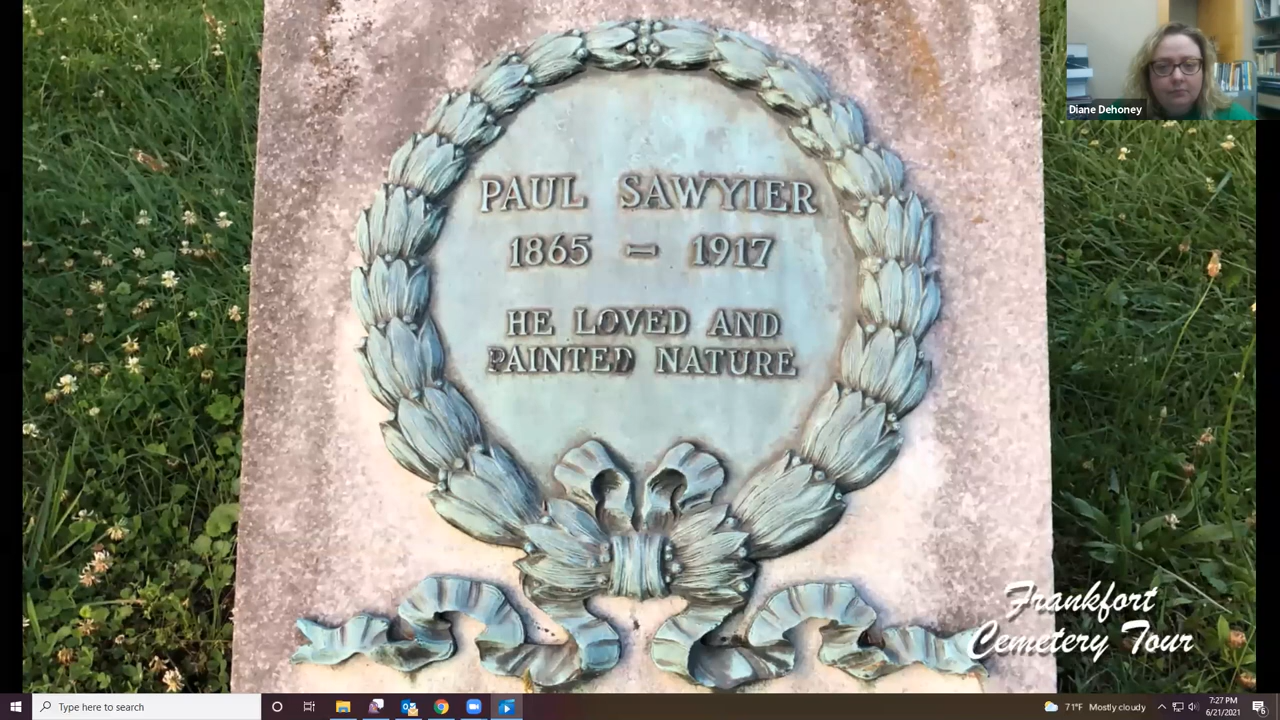 Diane Dehoney
PAUL SAWYIER
1865 - 1917
HE LOVED AND
PAINTED NATURE
Frankfort
Cemetery Tour
Type here to search
71°F Mostly cloudy
7:27 PM
6/21/2021
6